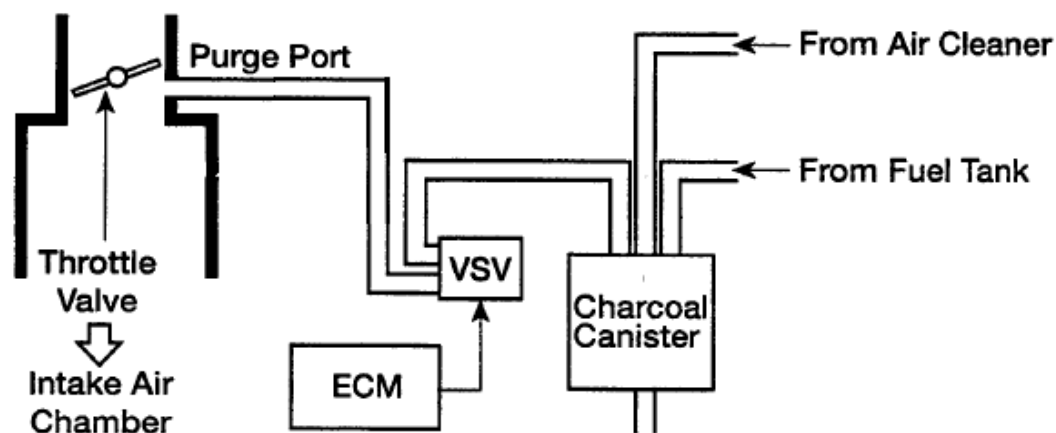 Purge Port
From Air Cleaner
From Fuel Tank
Throttle
Valve
VSV
Charcoal
Canister
Intake Air
Chamber
ECM